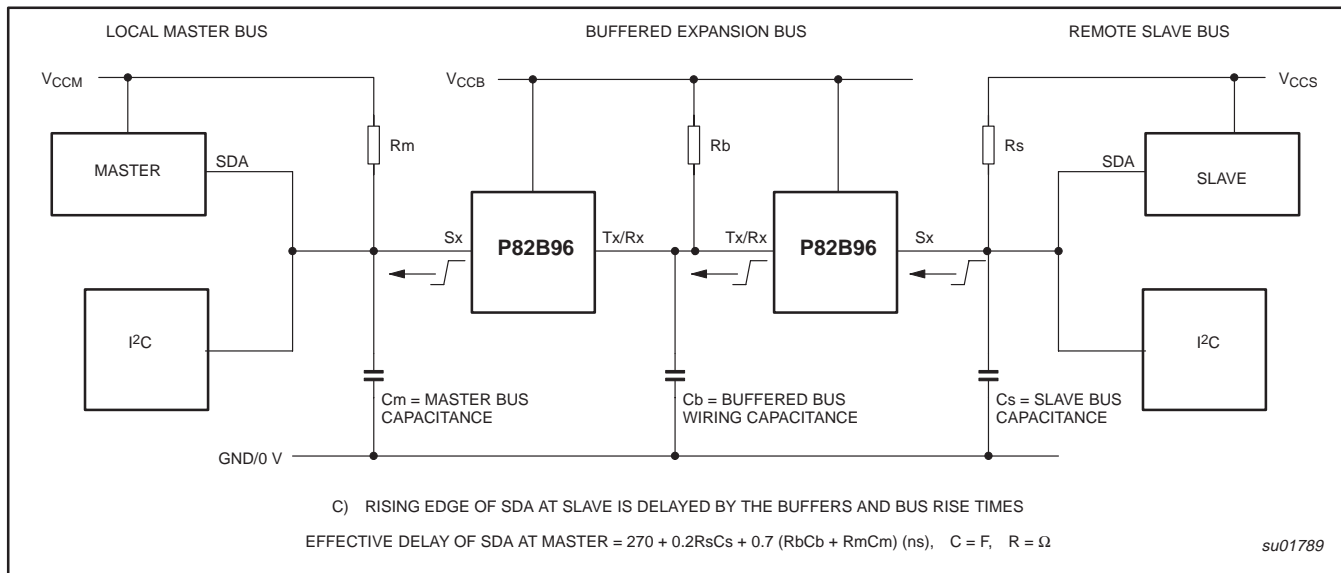 LOCAL MASTER BUS
BUFFERED EXPANSION BUS
REMOTE SLAVE BUS
VCCM
VCCB
VCCS
Rm
Rb
Rs
MASTER
SDA
SDA
SLAVE
Sx
P82B96
Tx/Rx
Tx/Rx
P82B96
Sx
I²C
I²C
Cm = MASTER BUS
CAPACITANCE
Cb = BUFFERED BUS
WIRING CAPACITANCE
Cs = SLAVE BUS
CAPACITANCE
GND/0 V
C) RISING EDGE OF SDA AT SLAVE IS DELAYED BY THE BUFFERS AND BUS RISE TIMES
EFFECTIVE DELAY OF SDA AT MASTER = 270 + 0.2RsCs + 0.7 (RbCb + RmCm) (ns), C = F, R = Ω
su01789